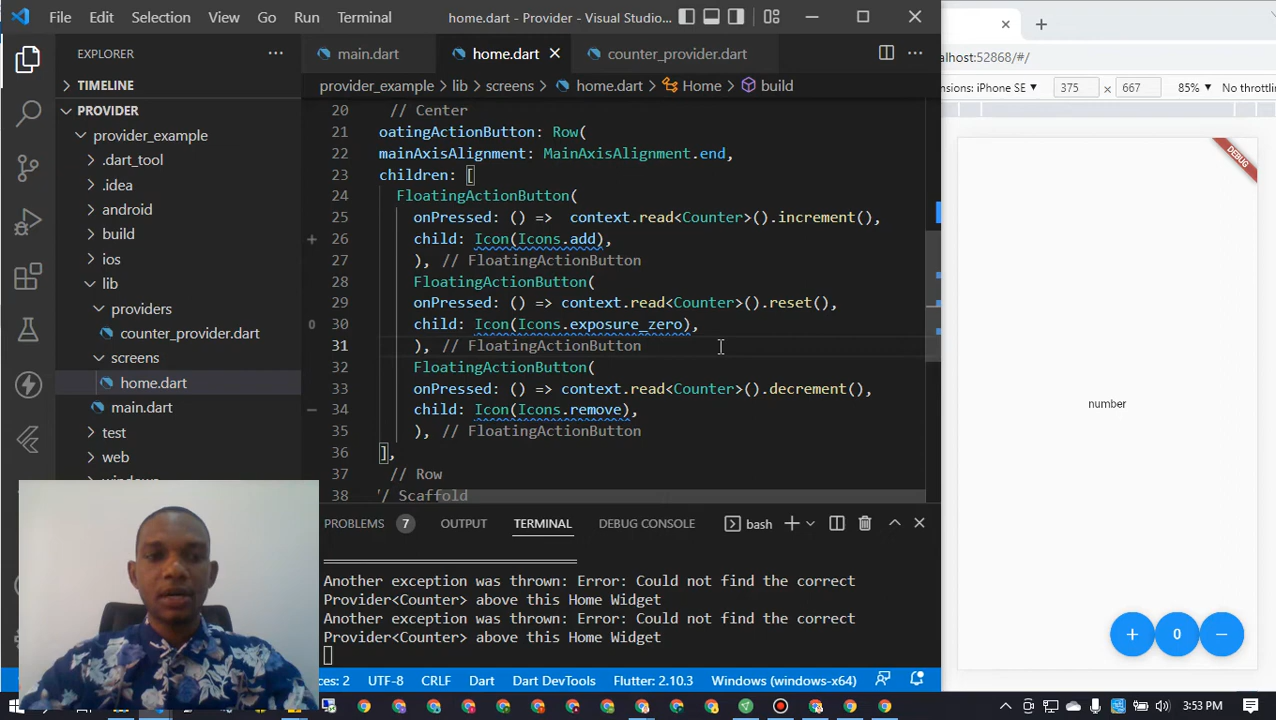 File Edit Selection View Go Run Terminal home.dart - Provider - Visual Studio...
EXPLORER
TIMELINE
PROVIDER
provider_example
.dart_tool
.idea
android
build
ios
lib
providers
counter_provider.dart
screens
home.dart
main.dart
test
web
main.dart home.dart counter_provider.dart
provider_example > lib > screens > home.dart > Home > build
20 // Center
21 oatingActionButton: Row(
22 mainAxisAlignment: MainAxisAlignment.end,
23 children: [
24 FloatingActionButton(
25 onPressed: () => context.read<Counter>().increment(),
26 child: Icon(Icons.add),
27 ), // FloatingActionButton
28 FloatingActionButton(
29 onPressed: () => context.read<Counter>().reset(),
30 child: Icon(Icons.exposure_zero),
31 ), // FloatingActionButton
32 FloatingActionButton(
33 onPressed: () => context.read<Counter>().decrement(),
34 child: Icon(Icons.remove),
35 ), // FloatingActionButton
36 ],
37 // Row
38 / Scaffold
PROBLEMS 7 OUTPUT TERMINAL DEBUG CONSOLE bash
Another exception was thrown: Error: Could not find the correct
Provider<Counter> above this Home Widget
Another exception was thrown: Error: Could not find the correct
Provider<Counter> above this Home Widget
ces: 2 UTF-8 CRLF Dart Dart DevTools Flutter: 2.10.3 Windows (windows-x64)
alhost:52868/#/
nsions: iPhone SE 375 x 667 85% No throttlin
DEBUG
number
+ 0 −
3:53 PM